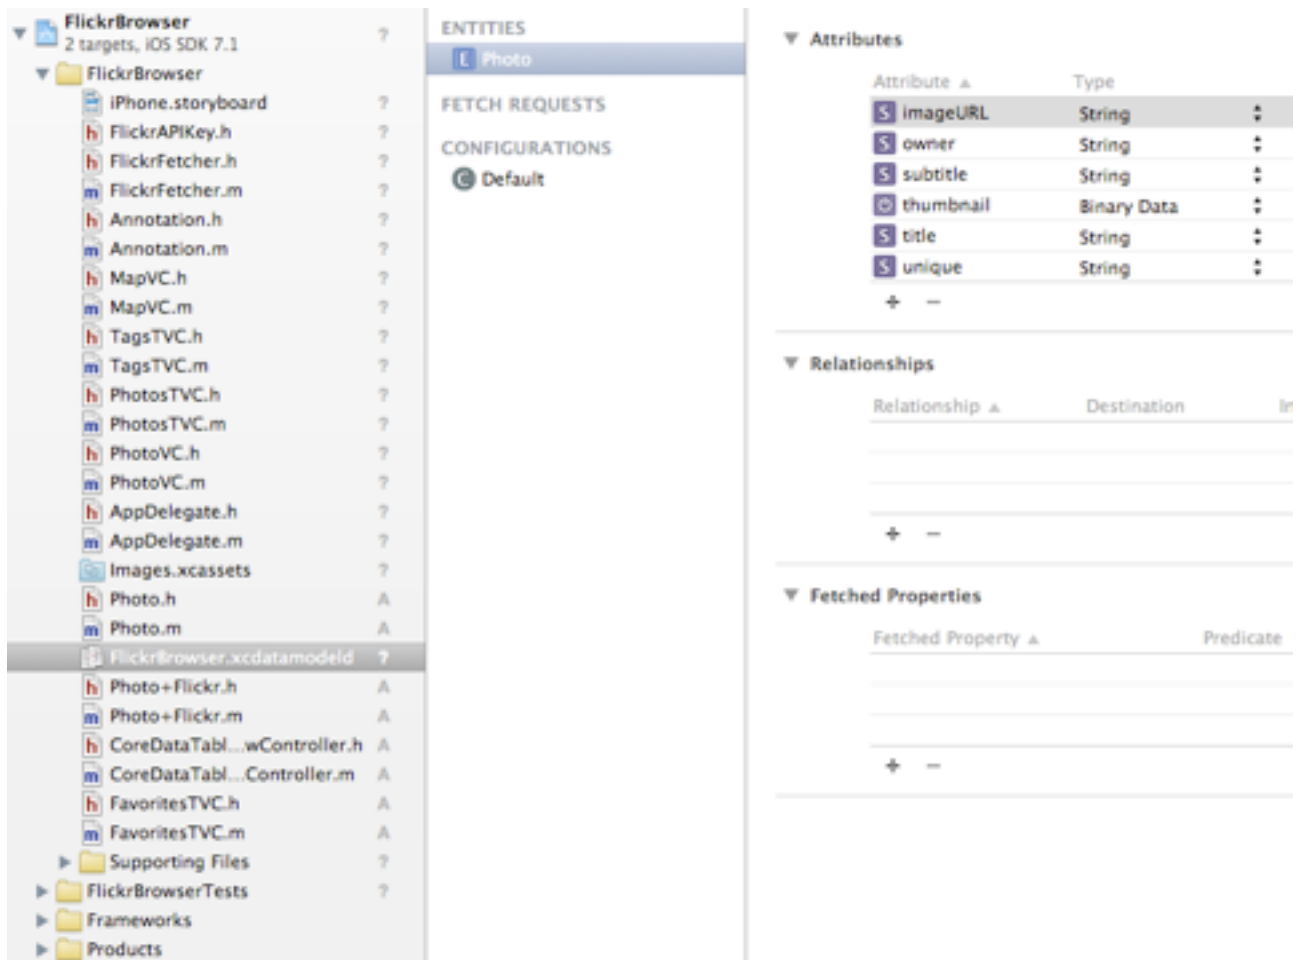 FlickrBrowser
2 targets, iOS SDK 7.1 ?
FlickrBrowser
iPhone.storyboard ?
h FlickrAPIKey.h ?
h FlickrFetcher.h ?
m FlickrFetcher.m ?
h Annotation.h ?
m Annotation.m ?
h MapVC.h ?
m MapVC.m ?
h TagsTVC.h ?
m TagsTVC.m ?
h PhotosTVC.h ?
m PhotosTVC.m ?
h PhotoVC.h ?
m PhotoVC.m ?
h AppDelegate.h ?
m AppDelegate.m ?
Images.xcassets ?
h Photo.h A
m Photo.m A
FlickrBrowser.xcdatamodeld ?
h Photo+Flickr.h A
m Photo+Flickr.m A
h CoreDataTabl...wController.h A
m CoreDataTabl...Controller.m A
h FavoritesTVC.h A
m FavoritesTVC.m A
Supporting Files ?
FlickrBrowserTests ?
Frameworks
Products
ENTITIES
E Photo
FETCH REQUESTS
CONFIGURATIONS
C Default
Attributes
Attribute Type
S imageURL String
S owner String
S subtitle String
thumbnail Binary Data
S title String
S unique String
+ −
Relationships
Relationship Destination In
+ −
Fetched Properties
Fetched Property Predicate
+ −